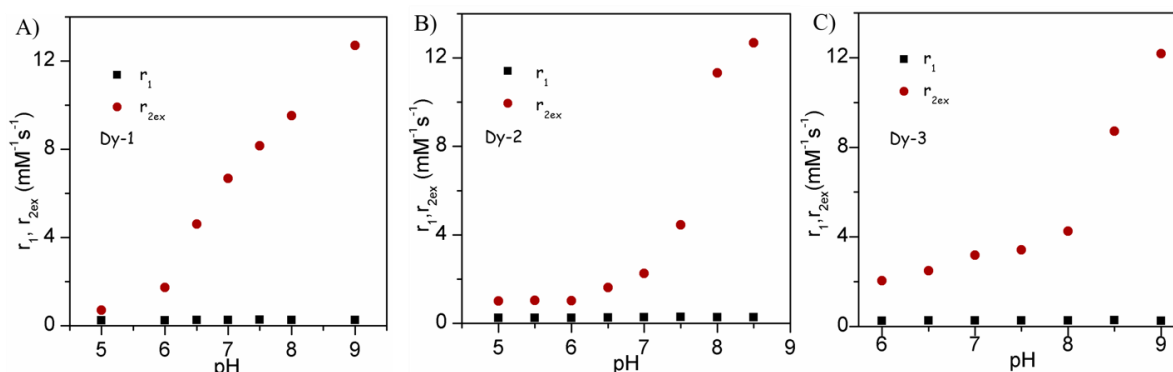 A)
12
8
4
0
r₁
r₂ₑₓ
Dy-1
r₁, r₂ₑₓ (mM⁻¹s⁻¹)
5 6 7 8 9
pH
B)
12
8
4
0
r₁
r₂ₑₓ
Dy-2
r₁,r₂ₑₓ (mM⁻¹s⁻¹)
5 6 7 8 9
pH
C)
12
8
4
0
r₁
r₂ₑₓ
Dy-3
r₁,r₂ₑₓ(mM⁻¹s⁻¹)
6 7 8 9
pH